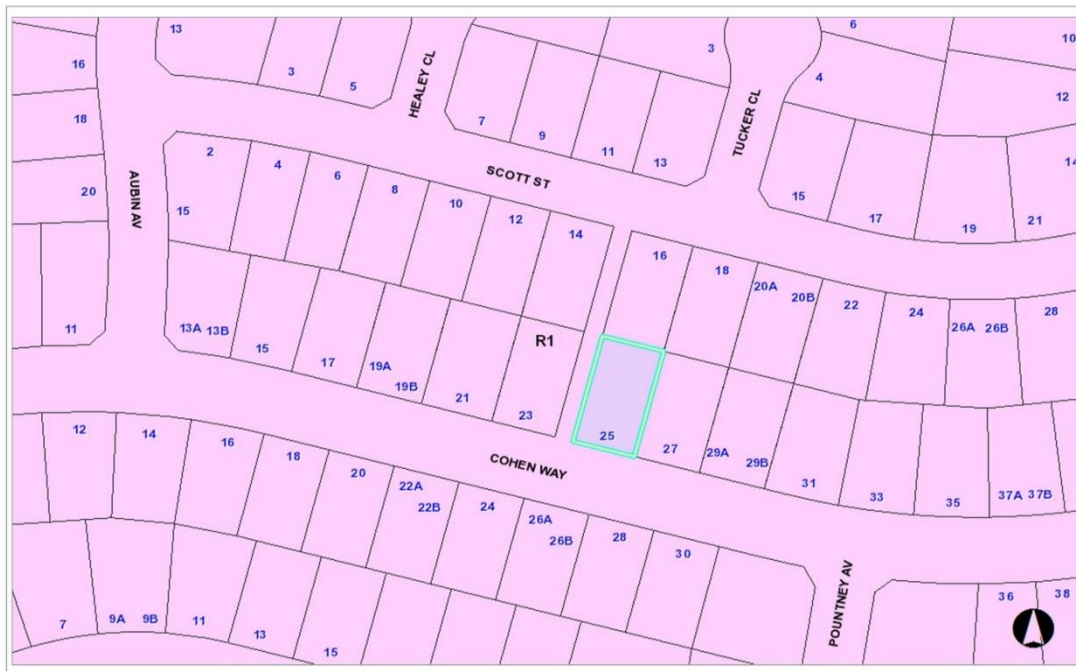 13
3
5
HEALEY CL
3
TUCKER CL
6
4
10
12
16
18
20
11
AUBIN AV
7
9
11
13
15
17
19
21
14
SCOTT ST
2
4
6
8
10
12
14
16
18
20A
20B
22
24
26A
26B
28
15
13A
13B
15
17
19A
19B
21
23
R1
25
27
29A
29B
31
33
35
37A
37B
COHEN WAY
12
14
16
18
20
22A
22B
24
26A
26B
28
30
POUNTNEY AV
36
38
7
9A
9B
11
13
15